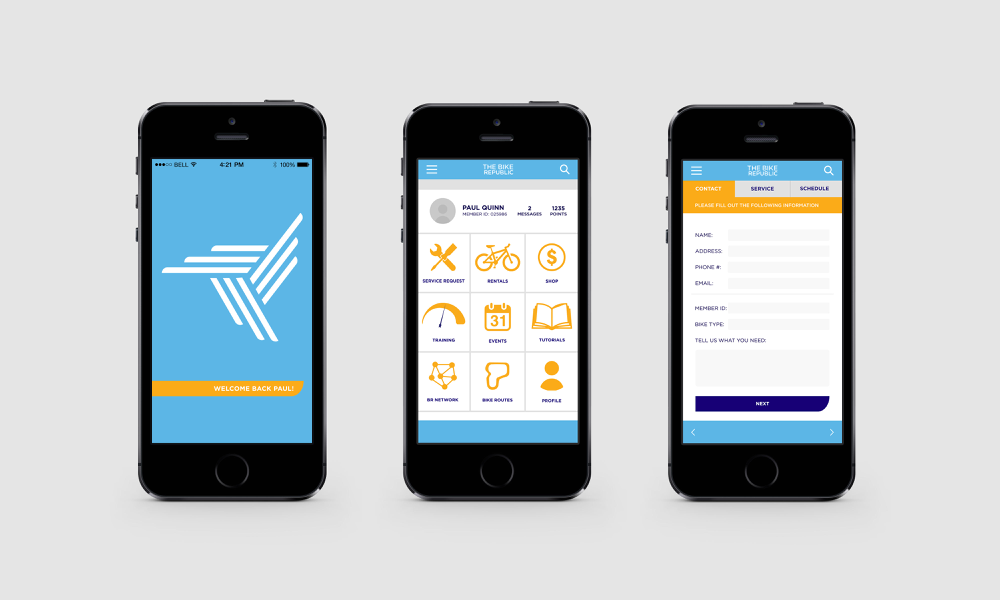 BELL
4:21 PM
100%
WELCOME BACK PAUL!
THE BIKE
REPUBLIC
PAUL QUINN
MEMBER ID: 025986
2
MESSAGES
1235
POINTS
SERVICE REQUEST
RENTALS
$
SHOP
TRAINING
31
EVENTS
TUTORIALS
BR NETWORK
BIKE ROUTES
PROFILE
THE BIKE
REPUBLIC
CONTACT
SERVICE
SCHEDULE
PLEASE FILL OUT THE FOLLOWING INFORMATION
NAME:
ADDRESS:
PHONE #:
EMAIL:
MEMBER ID:
BIKE TYPE:
TELL US WHAT YOU NEED:
NEXT